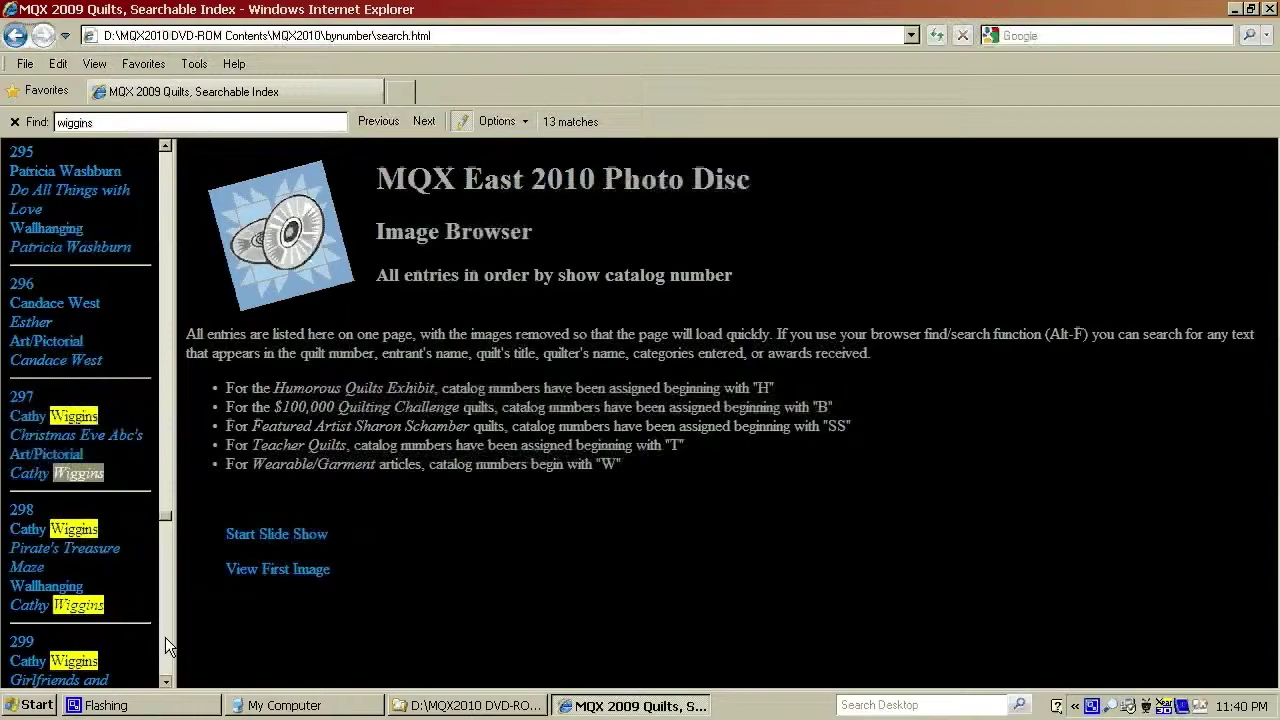 MQX 2009 Quilts, Searchable Index - Windows Internet Explorer
D:\MQX2010 DVD-ROM Contents\MQX2010\bynumber\search.html
Google
File Edit View Favorites Tools Help
Favorites
MQX 2009 Quilts, Searchable Index
Find: wiggins Previous Next Options 13 matches
295
Patricia Washburn
Do All Things with
Love
Wallhanging
Patricia Washburn
296
Candace West
Esther
Art/Pictorial
Candace West
297
Cathy Wiggins
Christmas Eve Abc's
Art/Pictorial
Cathy Wiggins
298
Cathy Wiggins
Pirate's Treasure
Maze
Wallhanging
Cathy Wiggins
299
Cathy Wiggins
Girlfriends and
MQX East 2010 Photo Disc
Image Browser
All entries in order by show catalog number
All entries are listed here on one page, with the images removed so that the page will load quickly. If you use your browser find/search function (Alt-F) you can search for any text
that appears in the quilt number, entrant's name, quilt's title, quilter's name, categories entered, or awards received.
• For the Humorous Quilts Exhibit, catalog numbers have been assigned beginning with "H"
• For the $100,000 Quilting Challenge quilts, catalog numbers have been assigned beginning with "B"
• For Featured Artist Sharon Schamber quilts, catalog numbers have been assigned beginning with "SS"
• For Teacher Quilts, catalog numbers have been assigned beginning with "T"
• For Wearable/Garment articles, catalog numbers begin with "W"
Start Slide Show
View First Image
Start Flashing My Computer D:\MQX2010 DVD-RO... MQX 2009 Quilts, S... Search Desktop 11:40 PM